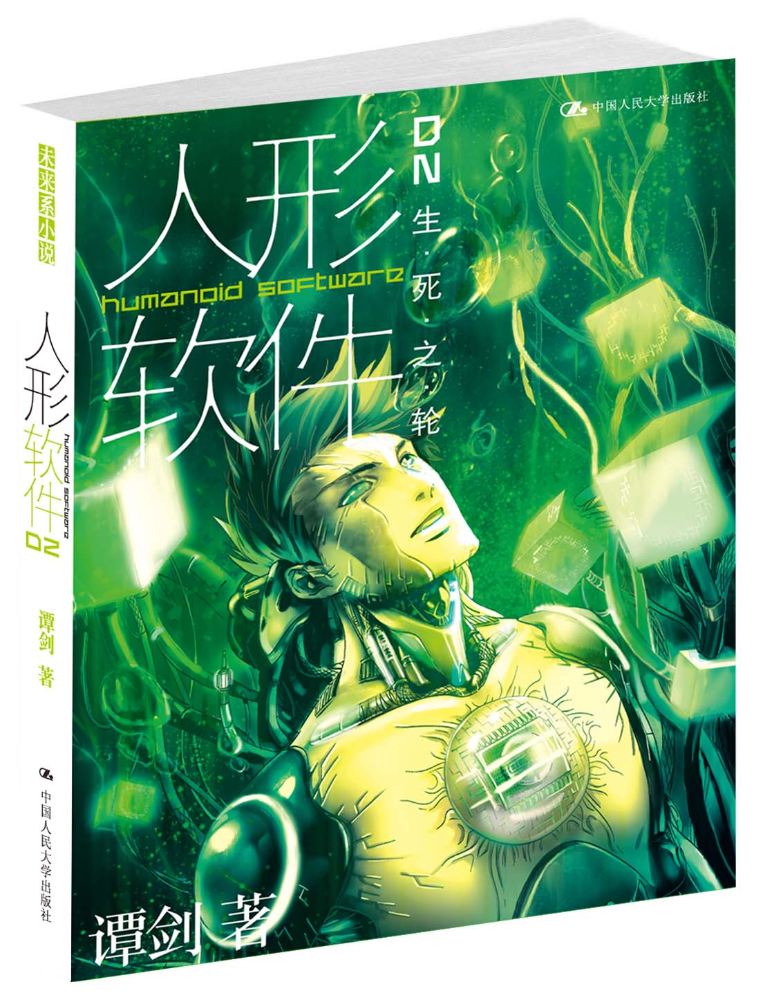 中国人民大学出版社
人形
humanoid software
软件
02
生·死·之·轮
谭剑 著
未来系小说
人形软件
humanoid software
02
谭剑 著
中国人民大学出版社